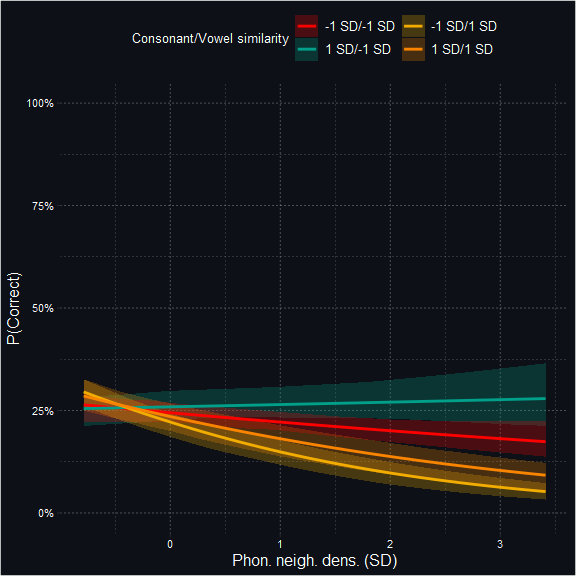 Consonant/Vowel similarity
-1 SD/-1 SD
-1 SD/1 SD
1 SD/-1 SD
1 SD/1 SD
100%
75%
50%
25%
0%
P(Correct)
0 1 2 3
Phon. neigh. dens. (SD)